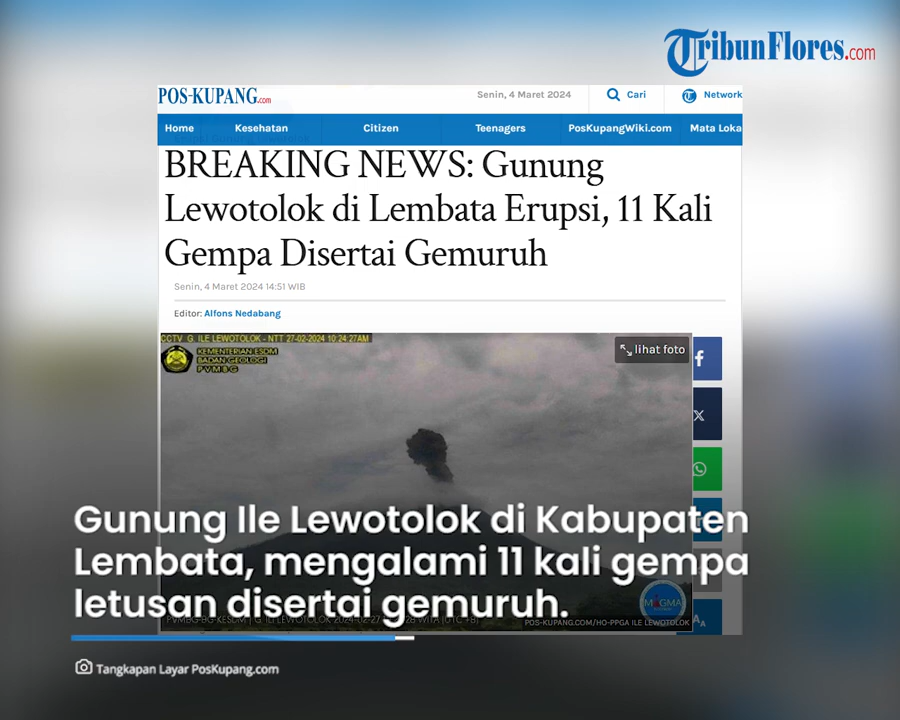 TribunFlores.com
POS-KUPANG.com
Senin, 4 Maret 2024
Cari
Network
Home
Kesehatan
Citizen
Teenagers
PosKupangWiki.com
Mata Loka
BREAKING NEWS: Gunung
Lewotolok di Lembata Erupsi, 11 Kali
Gempa Disertai Gemuruh
Senin, 4 Maret 2024 14:51 WIB
Editor: Alfons Nedabang
CCTV G. ILE LEWOTOLOK - NTT 27-02-2024 10:24:27AM
KEMENTERIAN ESDM
BADAN GEOLOGI
P V M B G
lihat foto
Gunung Ile Lewotolok di Kabupaten
Lembata, mengalami 11 kali gempa
letusan disertai gemuruh.
MAGMA
POS-KUPANG.COM/HO-PPGA ILE LEWOTOLOK
Tangkapan Layar PosKupang.com